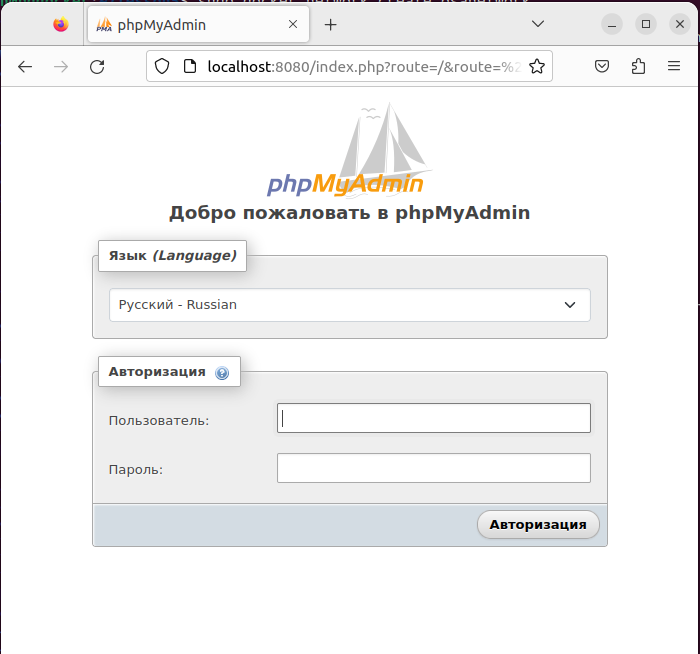 PMA phpMyAdmin
localhost:8080/index.php?route=/&route=%
phpMyAdmin
Добро пожаловать в phpMyAdmin
Язык (Language)
Русский - Russian
Авторизация
Пользователь:
Пароль:
Авторизация